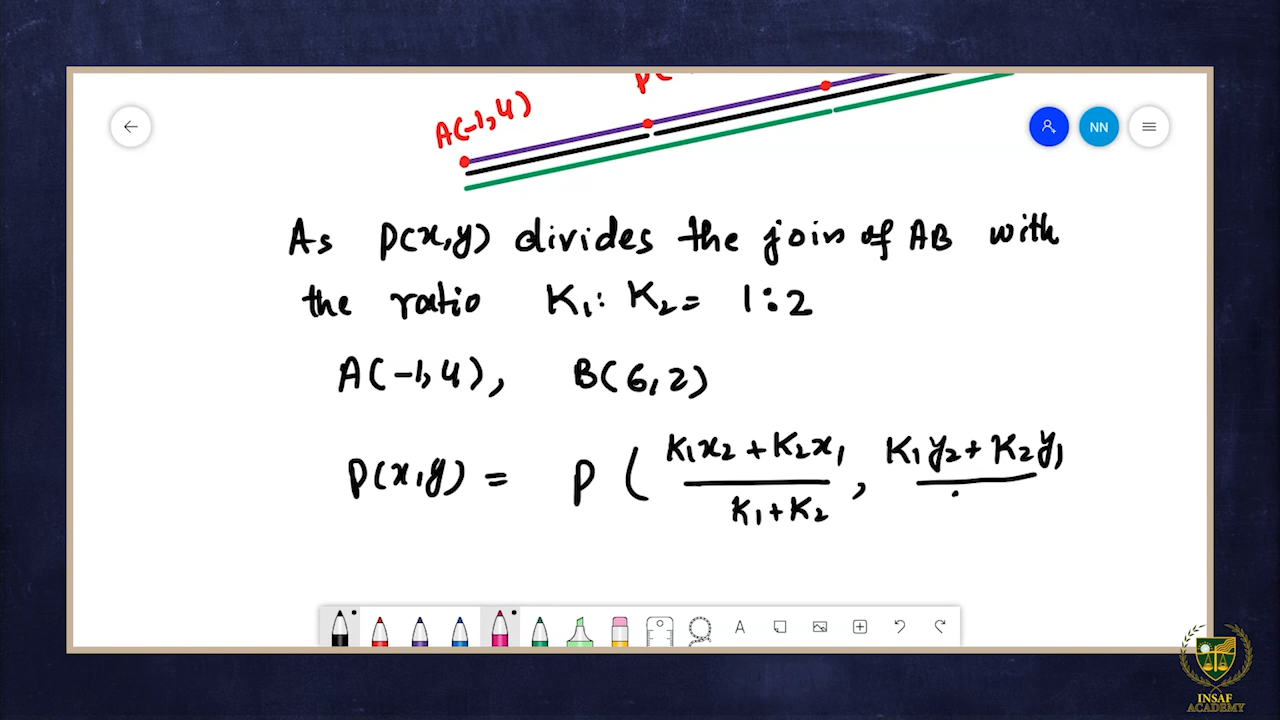 P(
A(-1,4)
NN
As P(x,y) divides the join of AB with
the ratio K₁: K₂ = 1:2
A(-1,4), B(6,2)
P(x,y) = P ( K₁x₂+K₂x₁ / K₁+K₂ , K₁y₂+K₂y₁ /
A
INSAF
ACADEMY